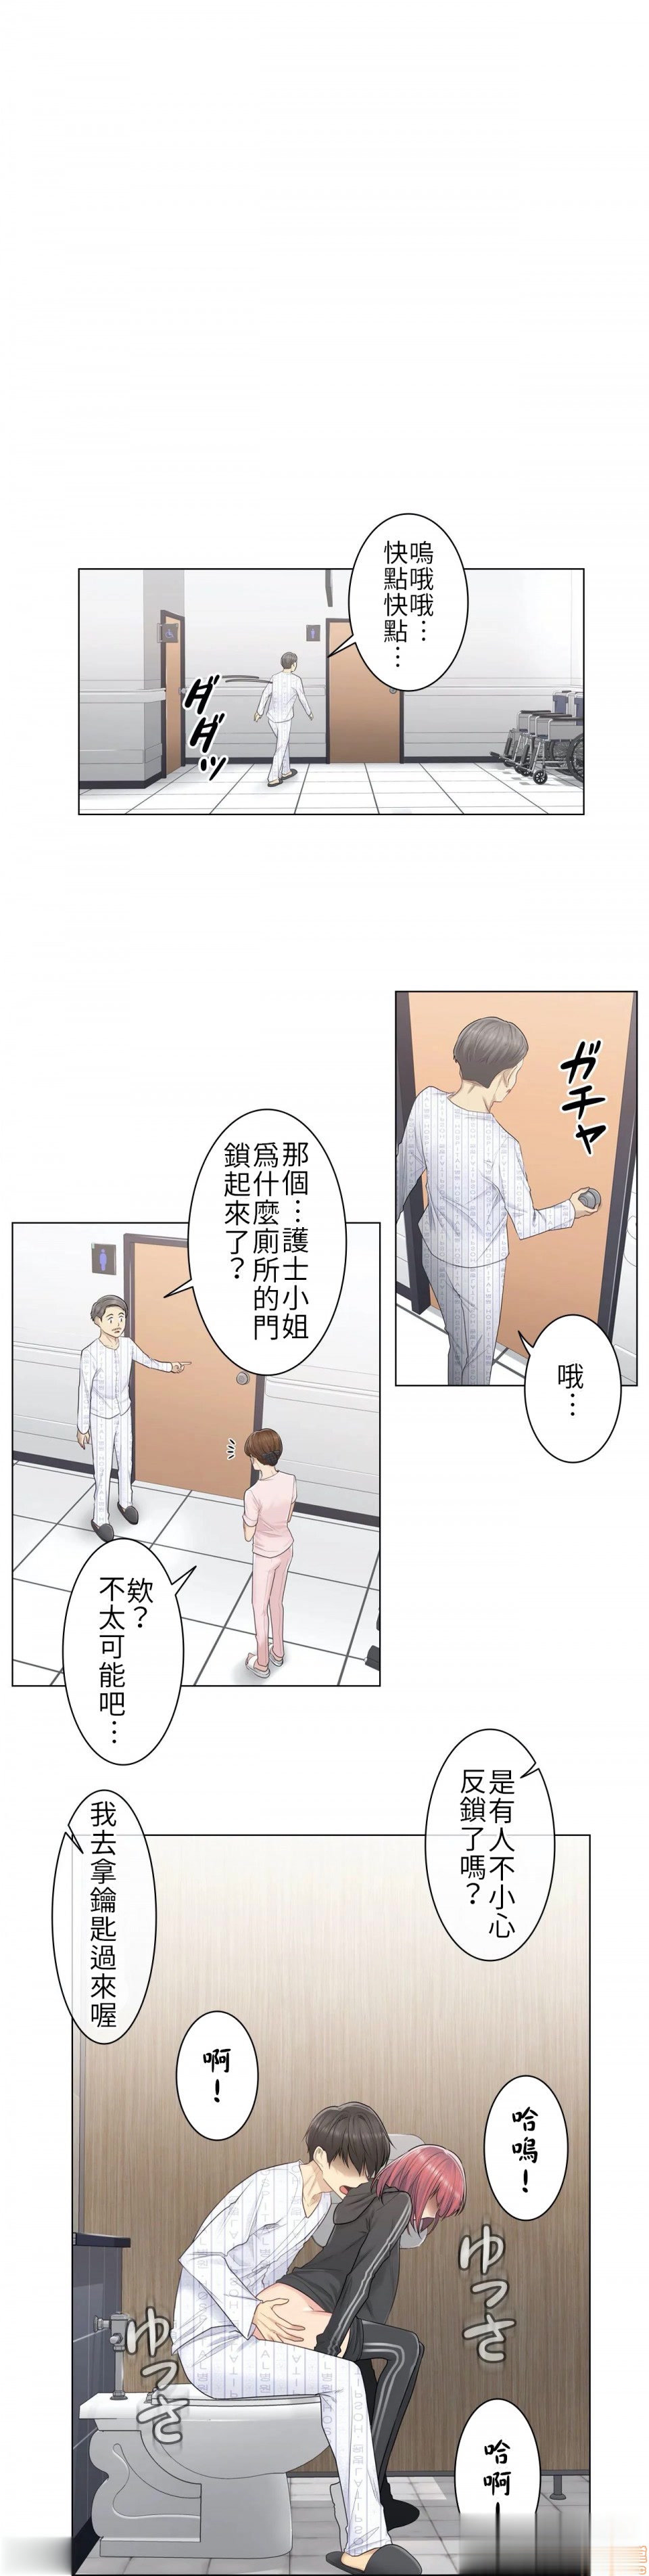 嗚哦哦…
快點快點…
ダダッ
ガチャ
哦…
那個…護士小姐
爲什麼廁所的門
鎖起來了？
欸？
不太可能吧…
是有人不小心
反鎖了嗎？
我去拿鑰匙過來喔
啊！
哈嗚！
ゆっさ
ゆっさ
哈啊！